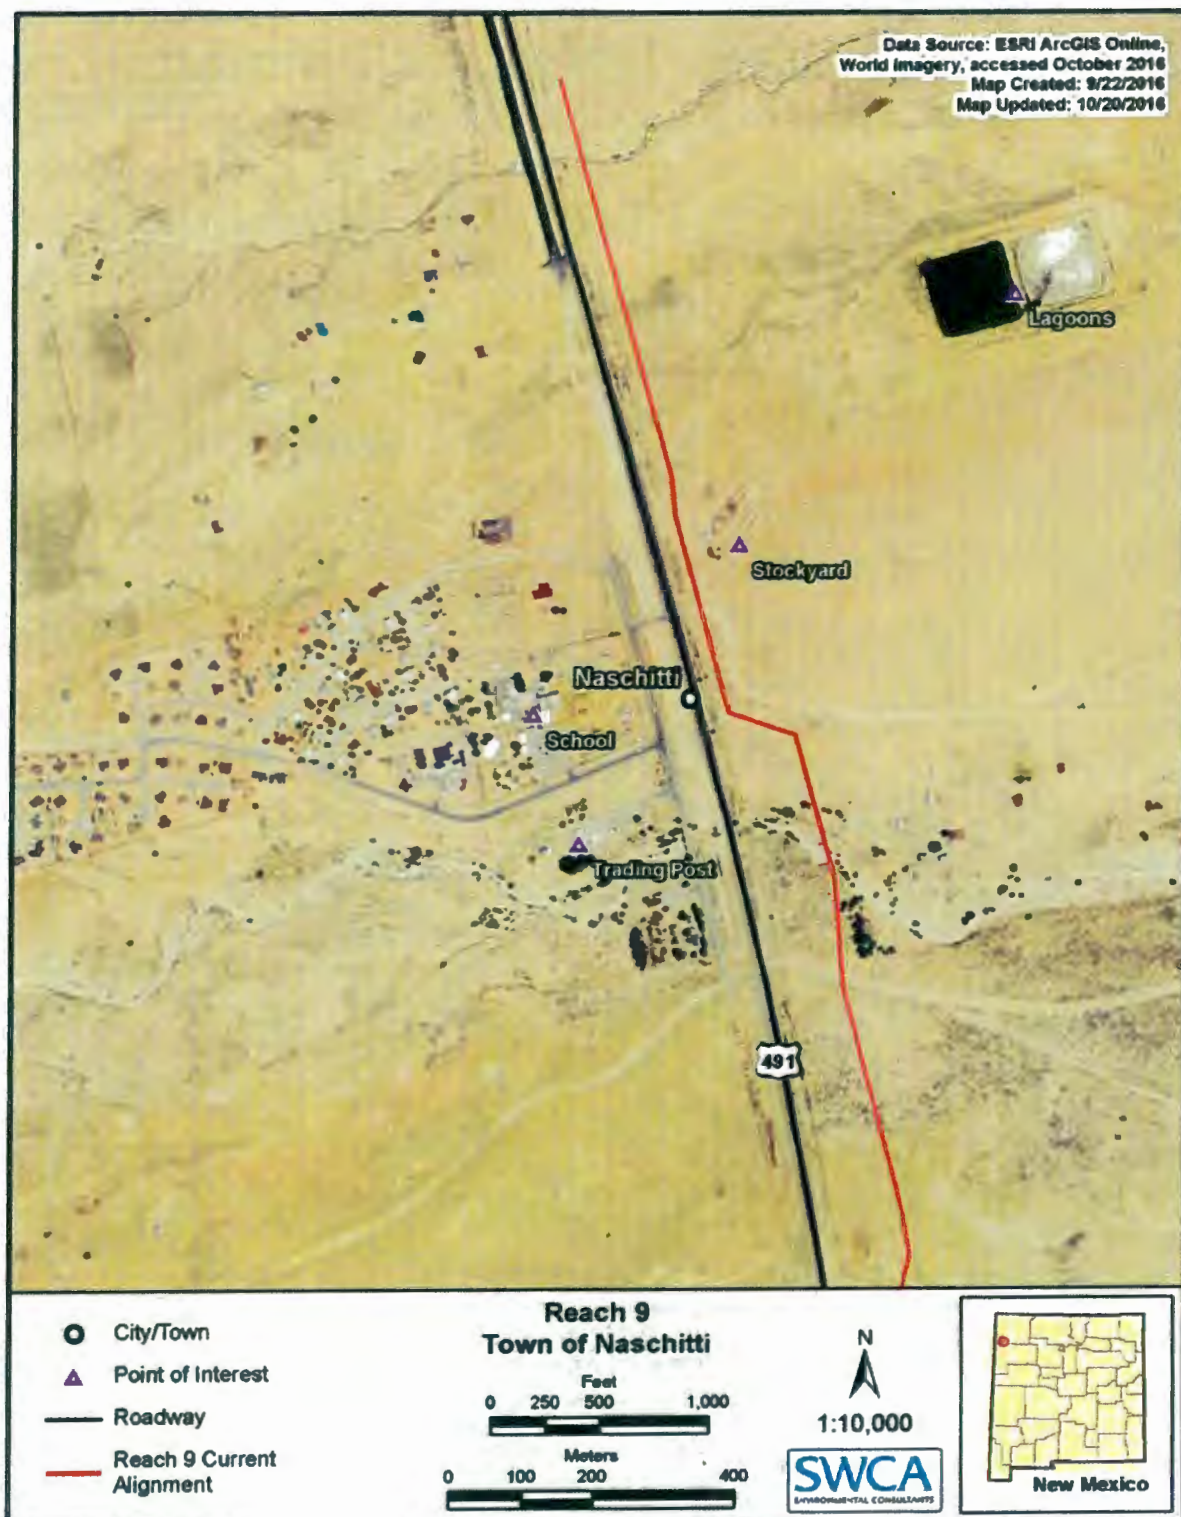 Data Source: ESRI ArcGIS Online,
World Imagery, accessed October 2016
Map Created: 9/22/2016
Map Updated: 10/20/2016
Lagoons
Stockyard
Naschitti
School
Trading Post
491
City/Town
Point of Interest
Roadway
Reach 9 Current
Alignment
Reach 9
Town of Naschitti
Feet
0 250 500 1,000
Meters
0 100 200 400
N
1:10,000
SWCA
ENVIRONMENTAL CONSULTANTS
New Mexico